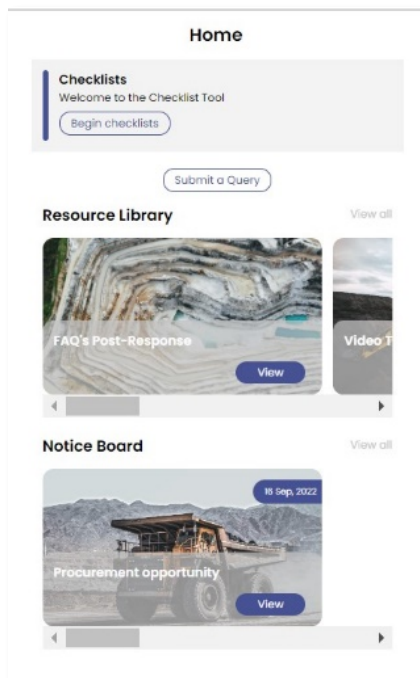 Home
Checklists
Welcome to the Checklist Tool
Begin checklists
Submit a Query
Resource Library
View all
FAQ's Post-Response
Video
View
Notice Board
View all
16 Sep, 2022
Procurement opportunity
View